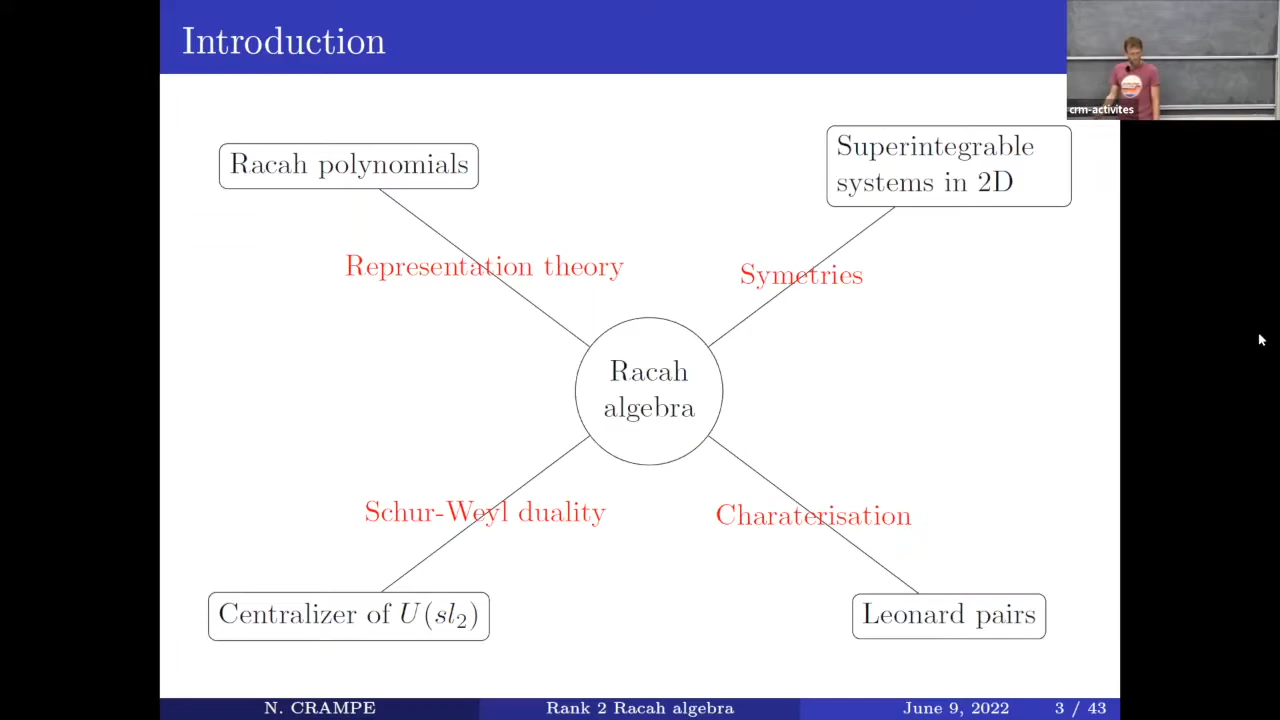 Introduction
crm-activites
Racah polynomials
Superintegrable
systems in 2D
Representation theory
Symetries
Racah
algebra
Schur-Weyl duality
Charaterisation
Centralizer of U(sl₂)
Leonard pairs
N. CRAMPE
Rank 2 Racah algebra
June 9, 2022
3 / 43